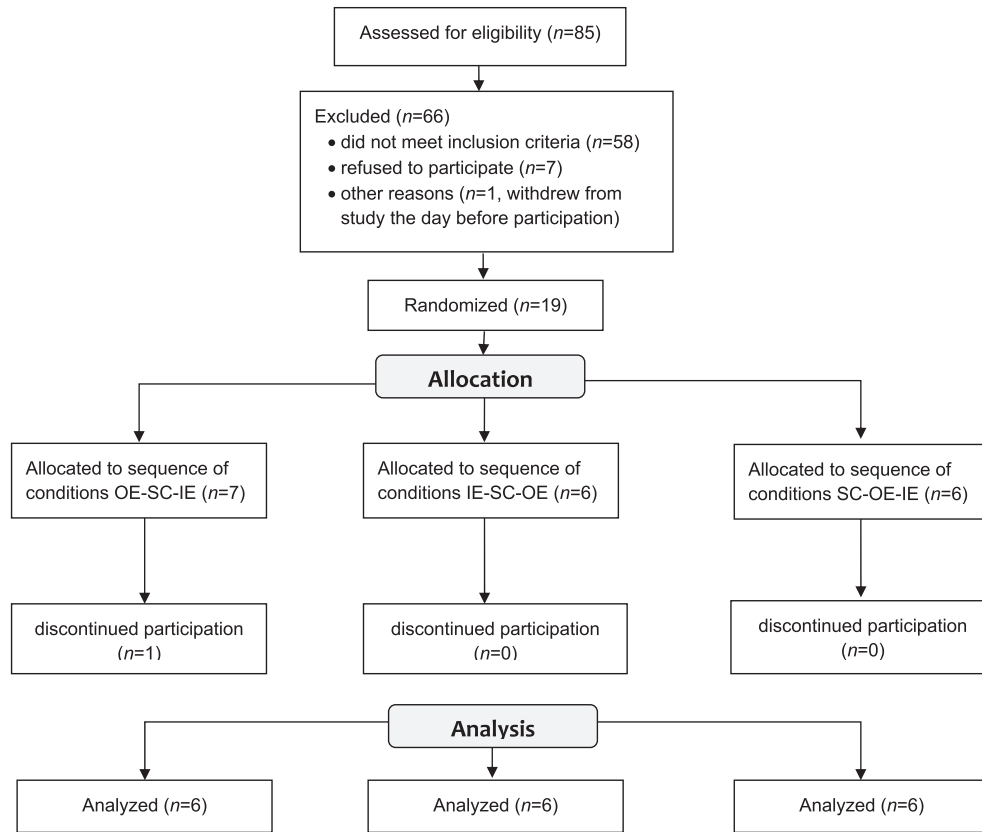 Assessed for eligibility (n=85)
Excluded (n=66)
• did not meet inclusion criteria (n=58)
• refused to participate (n=7)
• other reasons (n=1, withdrew from
study the day before participation)
Randomized (n=19)
Allocation
Allocated to sequence of
conditions OE-SC-IE (n=7)
Allocated to sequence of
conditions IE-SC-OE (n=6)
Allocated to sequence of
conditions SC-OE-IE (n=6)
discontinued participation
(n=1)
discontinued participation
(n=0)
discontinued participation
(n=0)
Analysis
Analyzed (n=6)
Analyzed (n=6)
Analyzed (n=6)